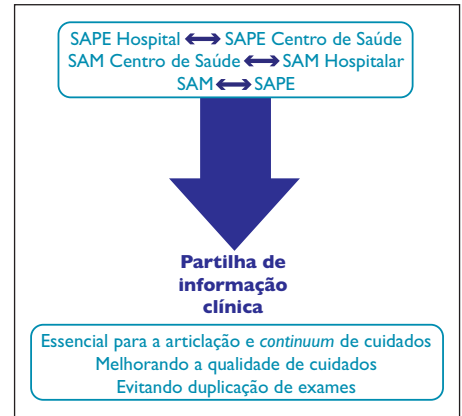 SAPE Hospital ⟷ SAPE Centro de Saúde
SAM Centro de Saúde ⟷ SAM Hospitalar
SAM ⟷ SAPE
Partilha de
informação
clínica
Essencial para a articlação e continuum de cuidados
Melhorando a qualidade de cuidados
Evitando duplicação de exames